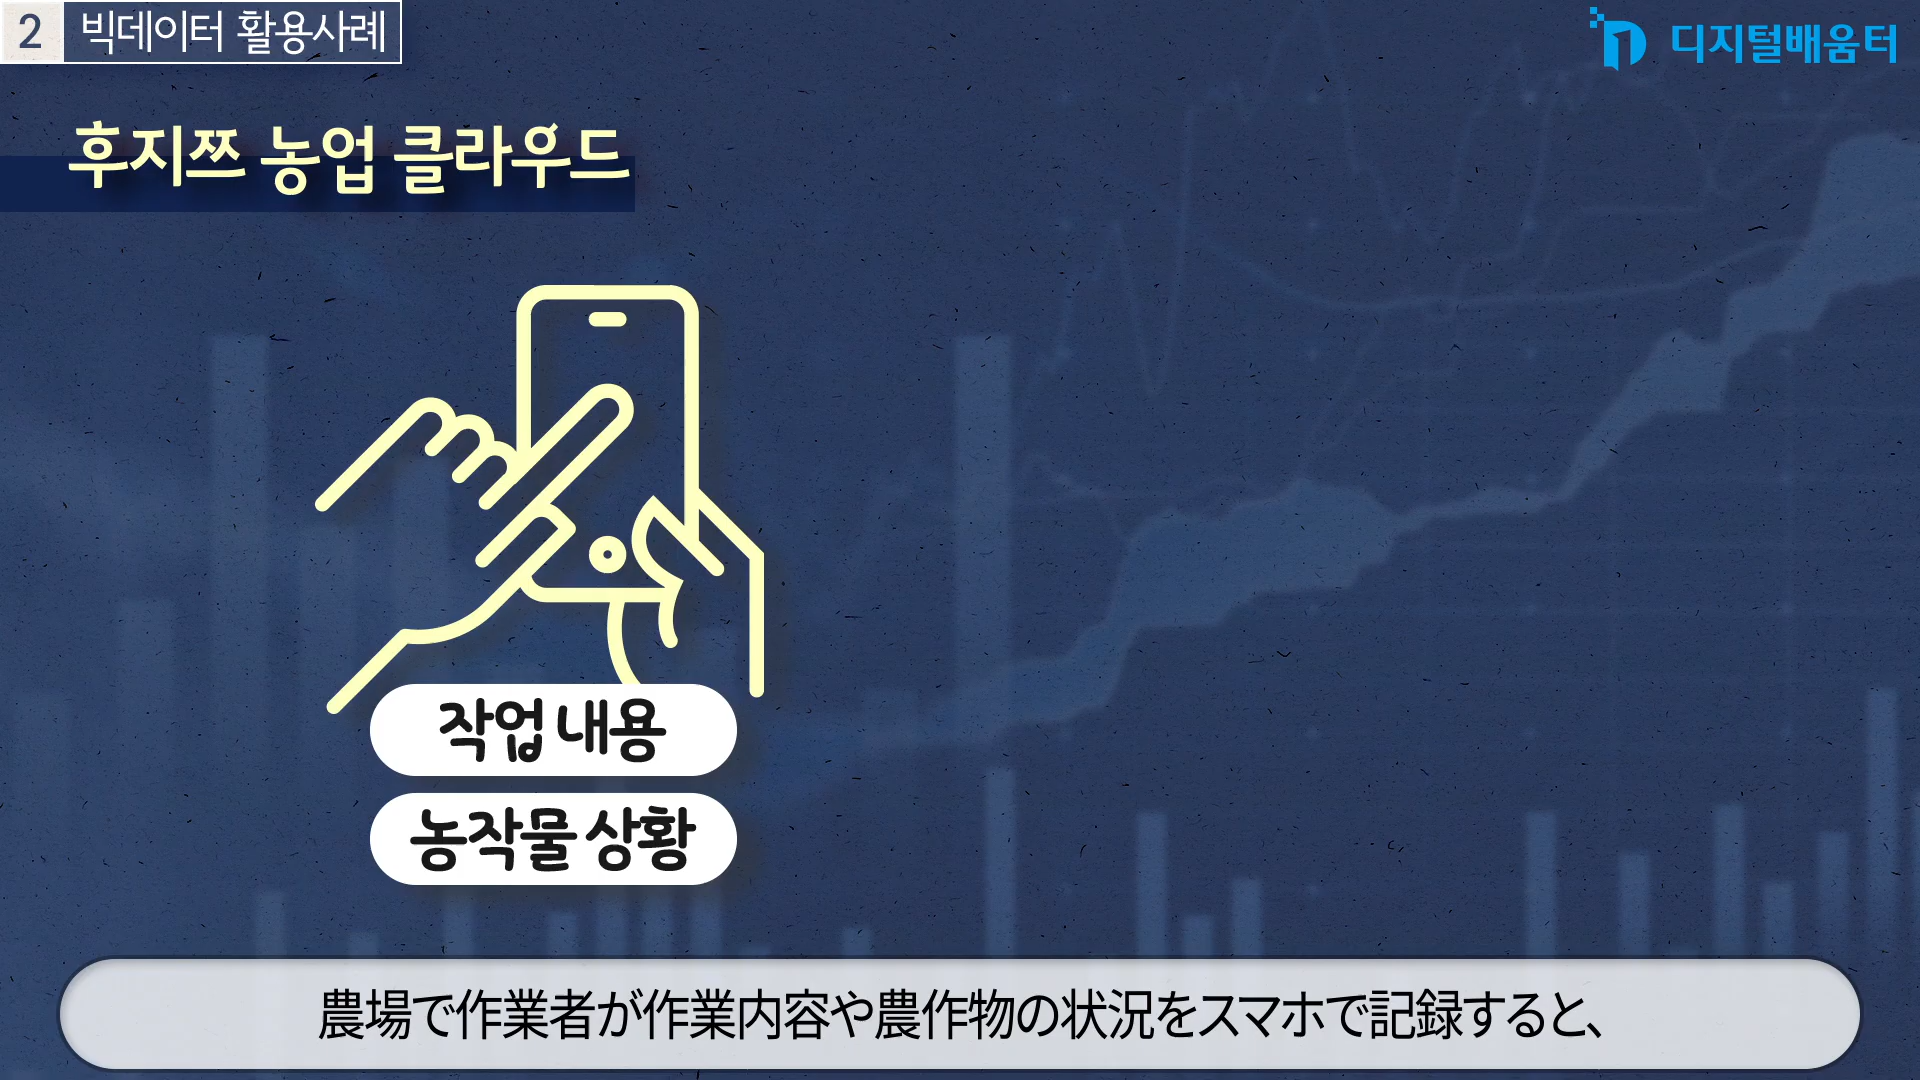 2 빅데이터 활용사례
디지털배움터
후지쯔 농업 클라우드
작업 내용
농작물 상황
農場で作業者が作業内容や農作物の状況をスマホで記録すると、